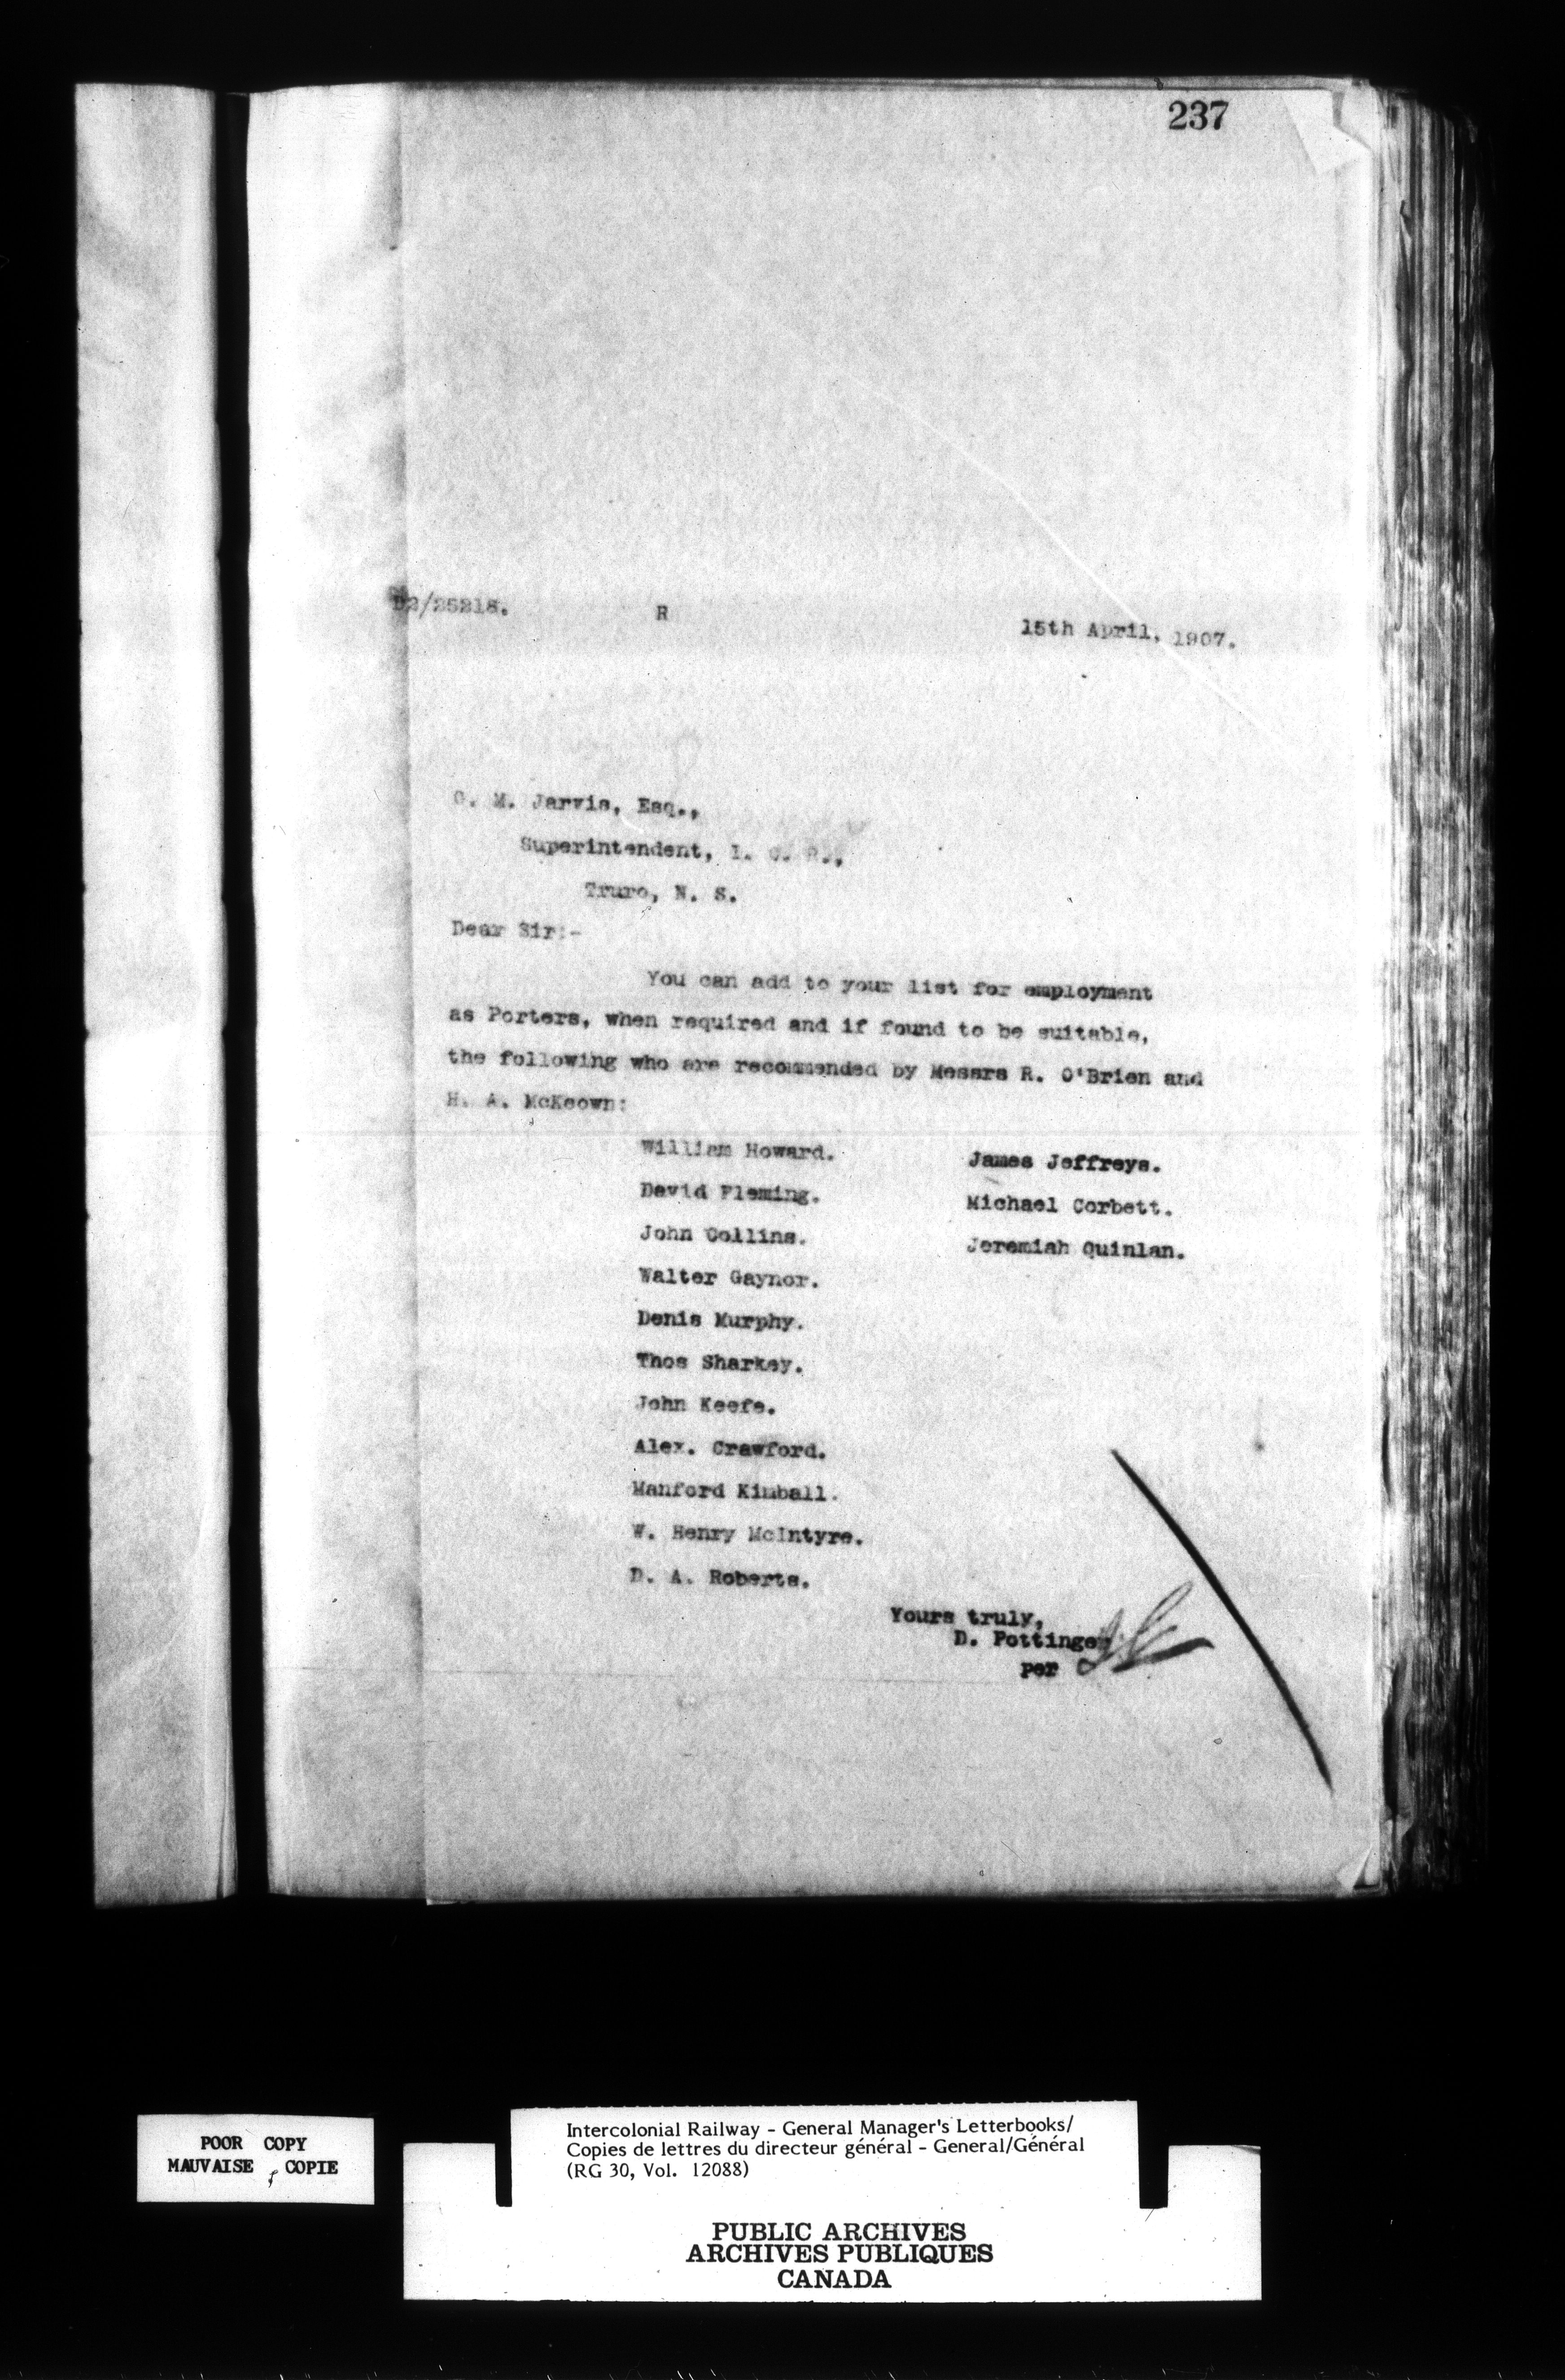 237
D2/25218.
R
15th April, 1907.
G. M. Jarvis, Esq.,
Superintendent, I. C. R.,
Truro, N. S.
Dear Sir:-
You can add to your list for employment
as Porters, when required and if found to be suitable,
the following who are recommended by Messrs R. O'Brien and
H. A. McKeown:
William Howard.
David Fleming.
John Collins.
Walter Gaynor.
Denis Murphy.
Thos Sharkey.
John Keefe.
Alex. Crawford.
Manford Kimball.
W. Henry McIntyre.
D. A. Roberts.
James Jeffreys.
Michael Corbett.
Jeremiah Quinlan.
Yours truly,
D. Pottinger
per
POOR COPY
MAUVAISE COPIE
Intercolonial Railway - General Manager's Letterbooks/
Copies de lettres du directeur général - General/Général
(RG 30, Vol. 12088)
PUBLIC ARCHIVES
ARCHIVES PUBLIQUES
CANADA